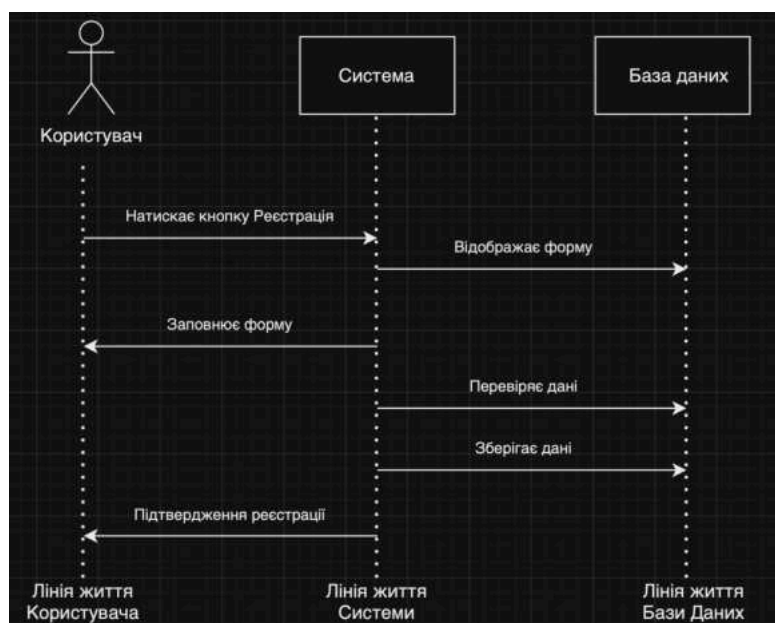 Система
База даних
Користувач
Натискає кнопку Реєстрація
Відображає форму
Заповнює форму
Перевіряє дані
Зберігає дані
Підтвердження реєстрації
Лінія життя
Користувача
Лінія життя
Системи
Лінія життя
Бази Даних